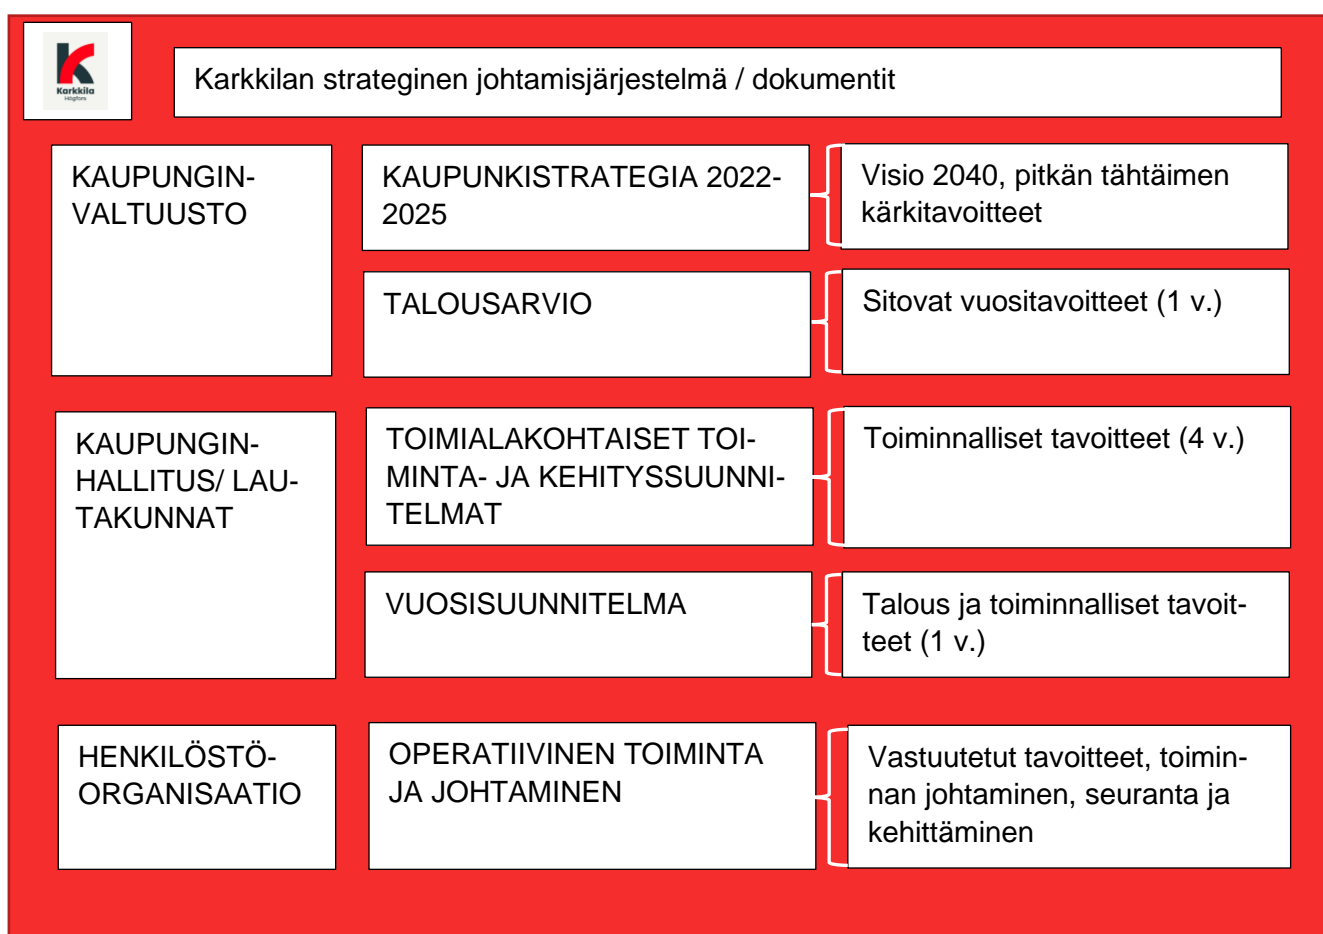 Karkkila
Högfors
Karkkilan strateginen johtamisjärjestelmä / dokumentit
KAUPUNGIN-
VALTUUSTO
KAUPUNKISTRATEGIA 2022-
2025
Visio 2040, pitkän tähtäimen
kärkitavoitteet
TALOUSARVIO
Sitovat vuositavoitteet (1 v.)
KAUPUNGIN-
HALLITUS/ LAU-
TAKUNNAT
TOIMIALAKOHTAISET TOI-
MINTA- JA KEHITYSSUUNNI-
TELMAT
Toiminnalliset tavoitteet (4 v.)
VUOSISUUNNITELMA
Talous ja toiminnalliset tavoit-
teet (1 v.)
HENKILÖSTÖ-
ORGANISAATIO
OPERATIIVINEN TOIMINTA
JA JOHTAMINEN
Vastuutetut tavoitteet, toimin-
nan johtaminen, seuranta ja
kehittäminen